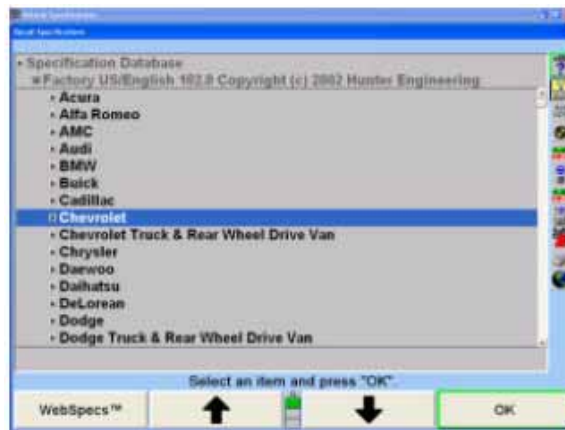 Specification Database
Factory US/English 102.0 Copyright (c) 2002 Hunter Engineering
Acura
Alfa Romeo
AMC
Audi
BMW
Buick
Cadillac
Chevrolet
Chevrolet Truck & Rear Wheel Drive Van
Chrysler
Daewoo
Daihatsu
DeLorean
Dodge
Dodge Truck & Rear Wheel Drive Van
Select an item and press "OK".
WebSpecs™
OK